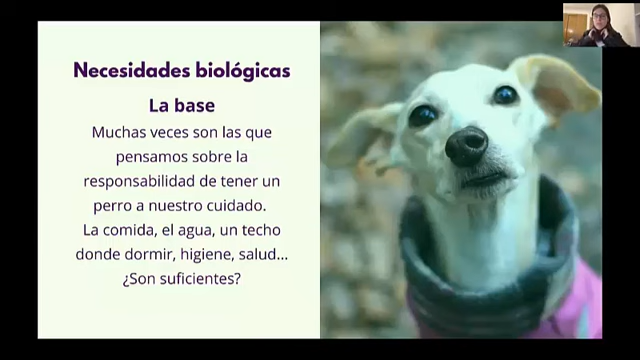 Necesidades biológicas
La base
Muchas veces son las que
pensamos sobre la
responsabilidad de tener un
perro a nuestro cuidado.
La comida, el agua, un techo
donde dormir, higiene, salud...
¿Son suficientes?